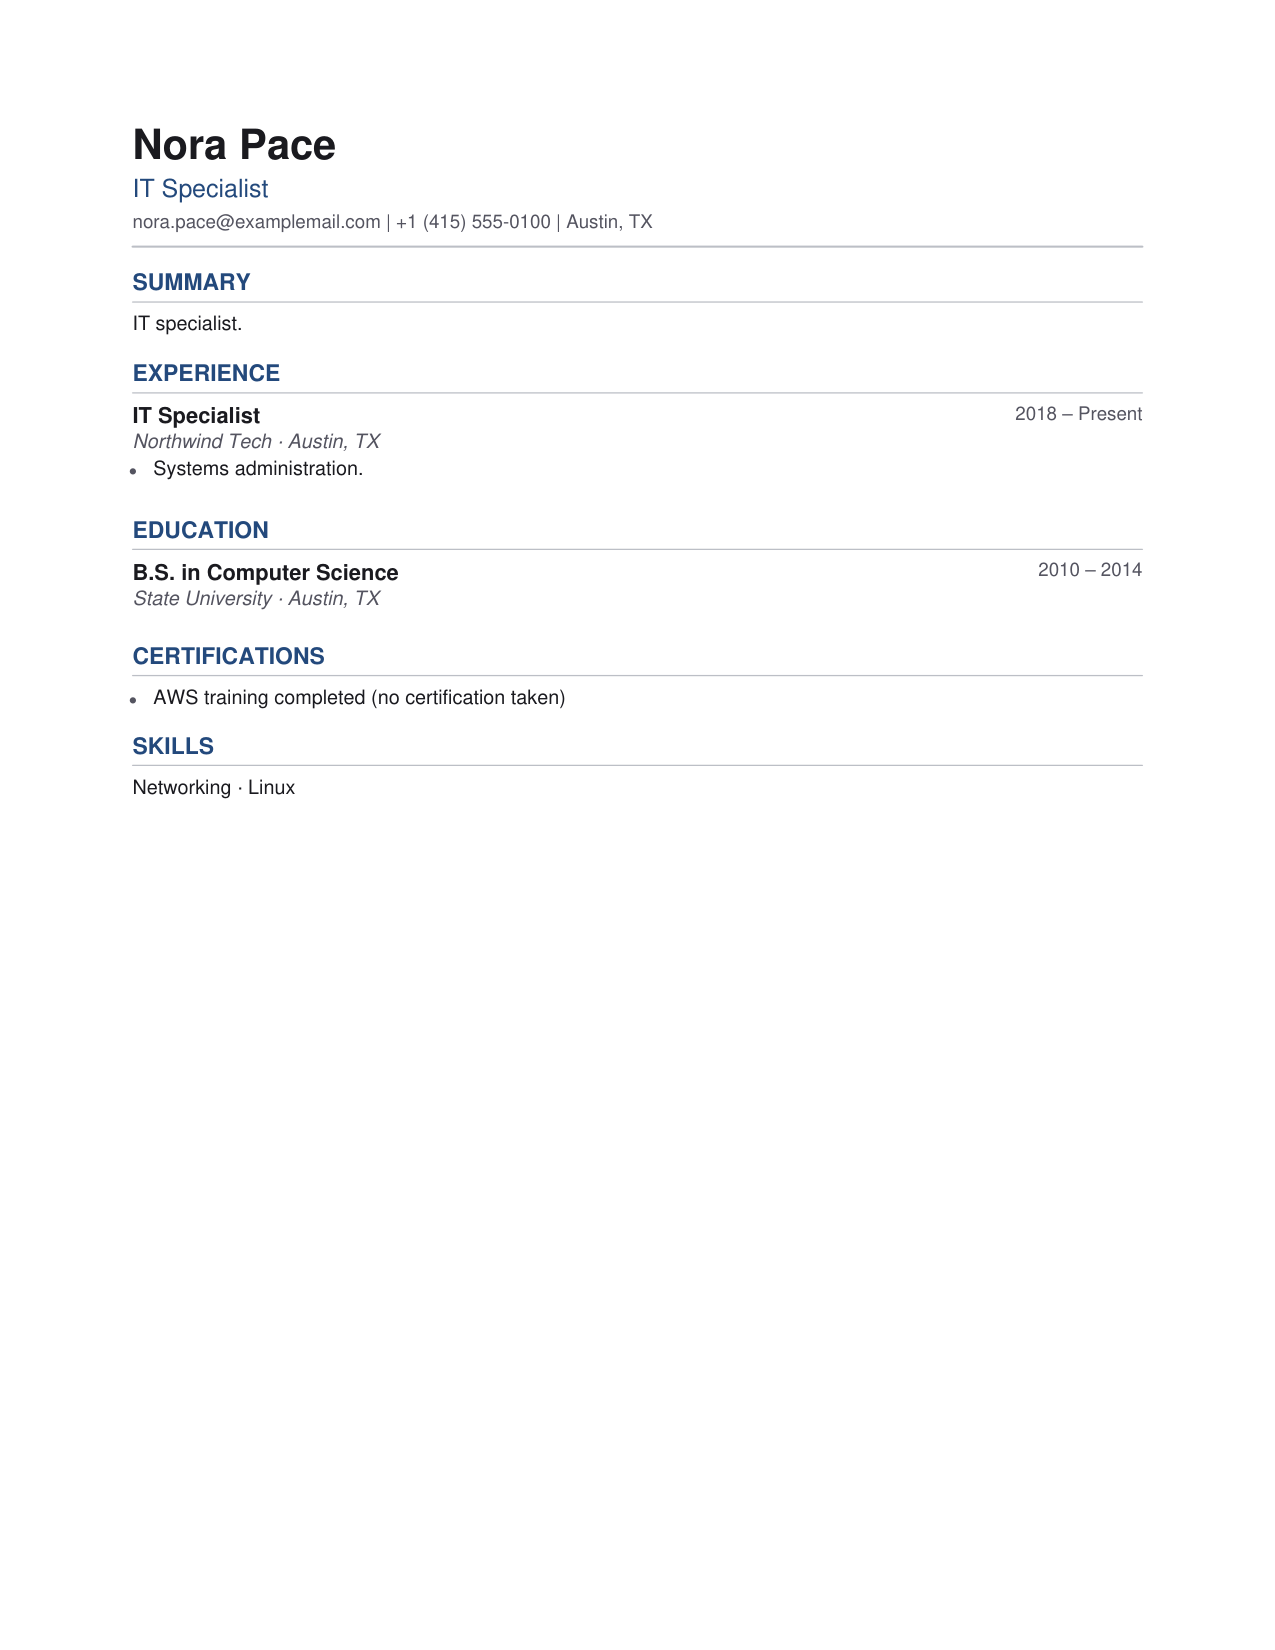 Nora Pace
IT Specialist
nora.pace@examplemail.com | +1 (415) 555-0100 | Austin, TX
SUMMARY
IT specialist.
EXPERIENCE
IT Specialist 2018 – Present
Northwind Tech · Austin, TX
• Systems administration.
EDUCATION
B.S. in Computer Science 2010 – 2014
State University · Austin, TX
CERTIFICATIONS
• AWS training completed (no certification taken)
SKILLS
Networking · Linux